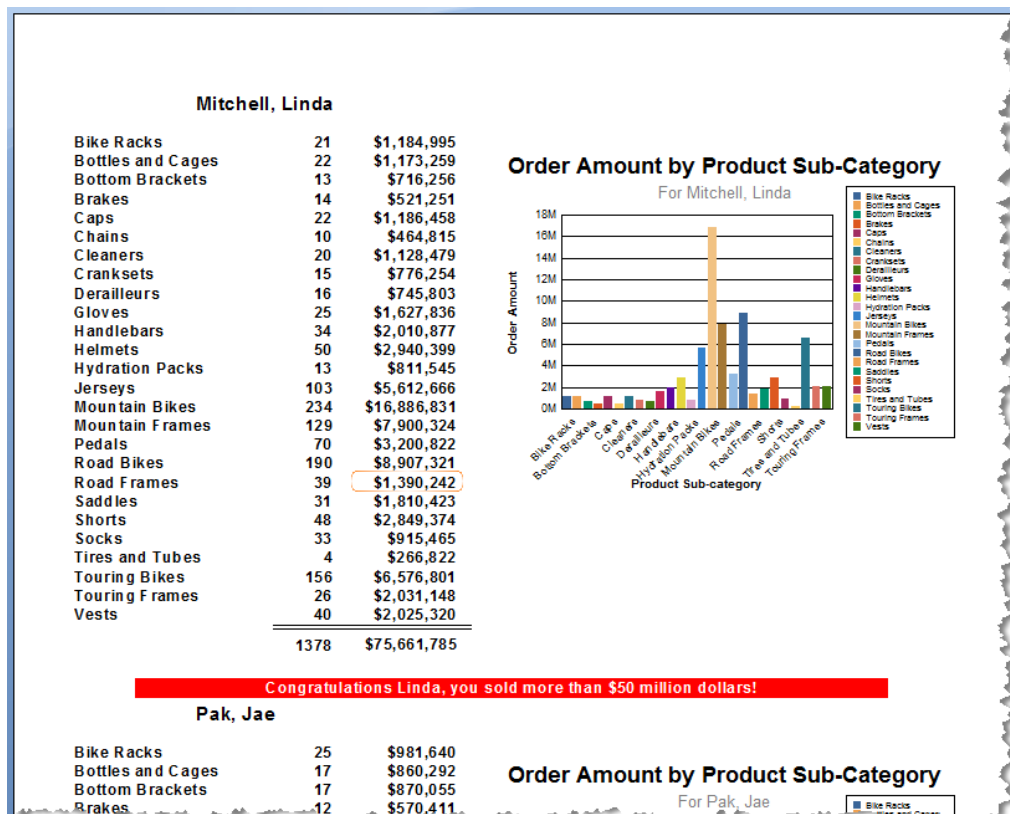 Mitchell, Linda
Bike Racks 21 $1,184,995
Bottles and Cages 22 $1,173,259
Bottom Brackets 13 $716,256
Brakes 14 $521,251
Caps 22 $1,186,458
Chains 10 $464,815
Cleaners 20 $1,128,479
Cranksets 15 $776,254
Derailleurs 16 $745,803
Gloves 25 $1,627,836
Handlebars 34 $2,010,877
Helmets 50 $2,940,399
Hydration Packs 13 $811,545
Jerseys 103 $5,612,666
Mountain Bikes 234 $16,886,831
Mountain Frames 129 $7,900,324
Pedals 70 $3,200,822
Road Bikes 190 $8,907,321
Road Frames 39 $1,390,242
Saddles 31 $1,810,423
Shorts 48 $2,849,374
Socks 33 $915,465
Tires and Tubes 4 $266,822
Touring Bikes 156 $6,576,801
Touring Frames 26 $2,031,148
Vests 40 $2,025,320
1378 $75,661,785
Order Amount by Product Sub-Category
For Mitchell, Linda
18M
16M
14M
12M
10M
8M
6M
4M
2M
0M
Order Amount
Bike Racks
Bottom Brackets
Caps
Cleaners
Derailleurs
Handlebars
Hydration Packs
Mountain Bikes
Pedals
Road Frames
Shorts
Tires and Tubes
Touring Frames
Product Sub-category
Bike Racks
Bottles and Cages
Bottom Brackets
Brakes
Caps
Chains
Cleaners
Cranksets
Derailleurs
Gloves
Handlebars
Helmets
Hydration Packs
Jerseys
Mountain Bikes
Mountain Frames
Pedals
Road Bikes
Road Frames
Saddles
Shorts
Socks
Tires and Tubes
Touring Bikes
Touring Frames
Vests
Congratulations Linda, you sold more than $50 million dollars!
Pak, Jae
Bike Racks 25 $981,640
Bottles and Cages 17 $860,292
Bottom Brackets 17 $870,055
Brakes 12 $570,411
Order Amount by Product Sub-Category
For Pak, Jae
Bike Racks